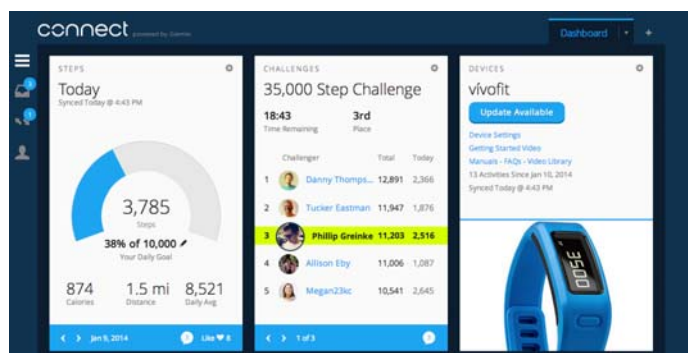 connect powered by Garmin
Dashboard
+
STEPS
Today
Synced Today @ 4:43 PM
3,785
Steps
38% of 10,000
Your Daily Goal
874
Calories
1.5 mi
Distance
8,521
Daily Avg
Jan 9, 2014
Like 8
CHALLENGES
35,000 Step Challenge
18:43
Time Remaining
3rd
Place
Challenger Total Today
1 Danny Thomps... 12,891 2,366
2 Tucker Eastman 11,947 1,876
3 Phillip Greinke 11,203 2,516
4 Allison Eby 11,006 1,087
5 Megan23kc 10,541 2,645
1 of 3
DEVICES
vívofit
Update Available
Device Settings
Getting Started Video
Manuals - FAQs - Video Library
13 Activities Since Jan 10, 2014
Synced Today @ 4:43 PM